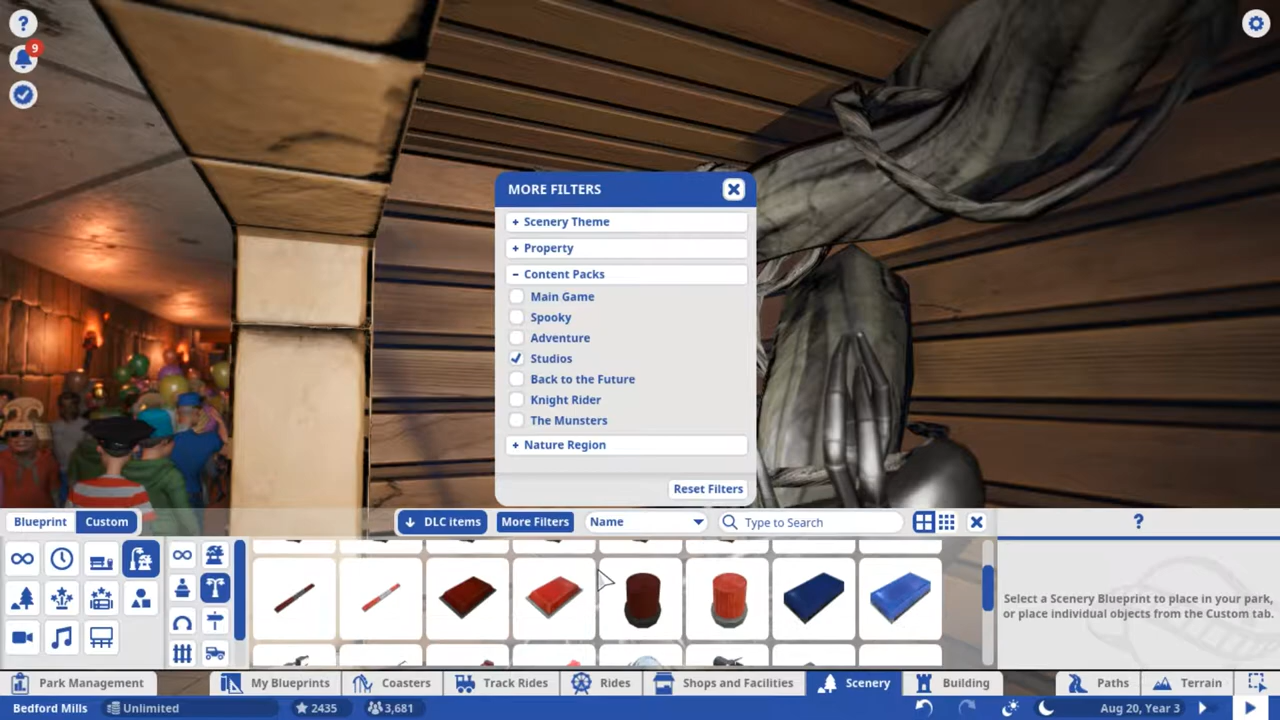 ?
9
MORE FILTERS
+ Scenery Theme
+ Property
− Content Packs
Main Game
Spooky
Adventure
Studios
Back to the Future
Knight Rider
The Munsters
+ Nature Region
Reset Filters
Blueprint
Custom
DLC items
More Filters
Name
Type to Search
?
Select a Scenery Blueprint to place in your park,
or place individual objects from the Custom tab.
Park Management
My Blueprints
Coasters
Track Rides
Rides
Shops and Facilities
Scenery
Building
Paths
Terrain
Bedford Mills
Unlimited
2435
3,681
Aug 20, Year 3